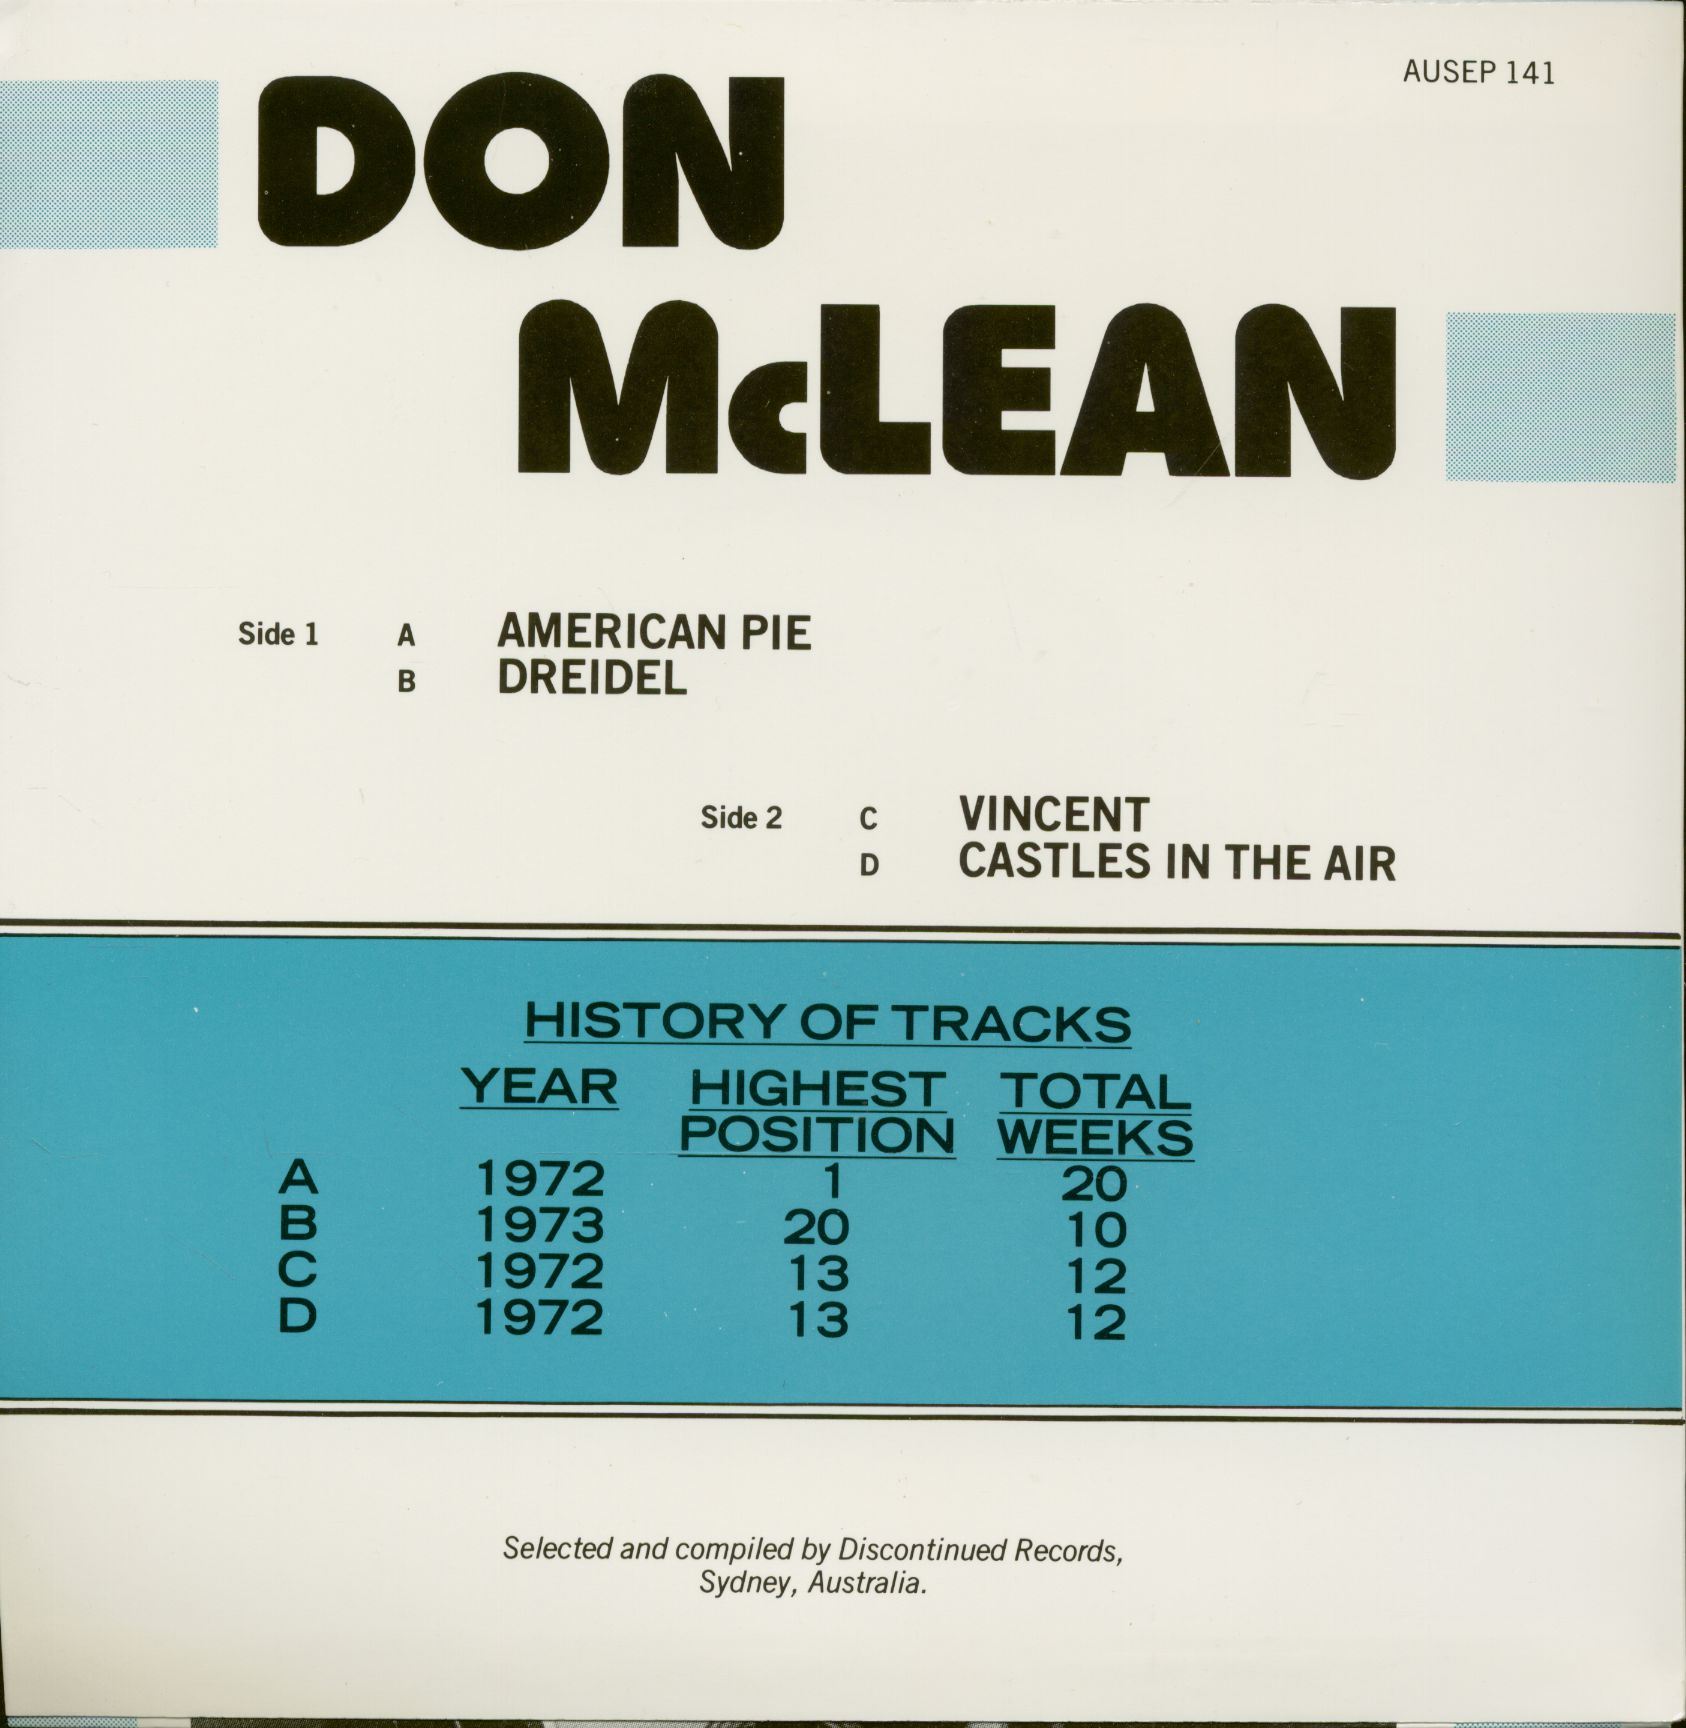 AUSEP 141
DON
McLEAN
Side 1 A AMERICAN PIE
B DREIDEL
Side 2 C VINCENT
D CASTLES IN THE AIR
HISTORY OF TRACKS
YEAR HIGHEST TOTAL
POSITION WEEKS
A 1972 1 20
B 1973 20 10
C 1972 13 12
D 1972 13 12
Selected and compiled by Discontinued Records,
Sydney, Australia.